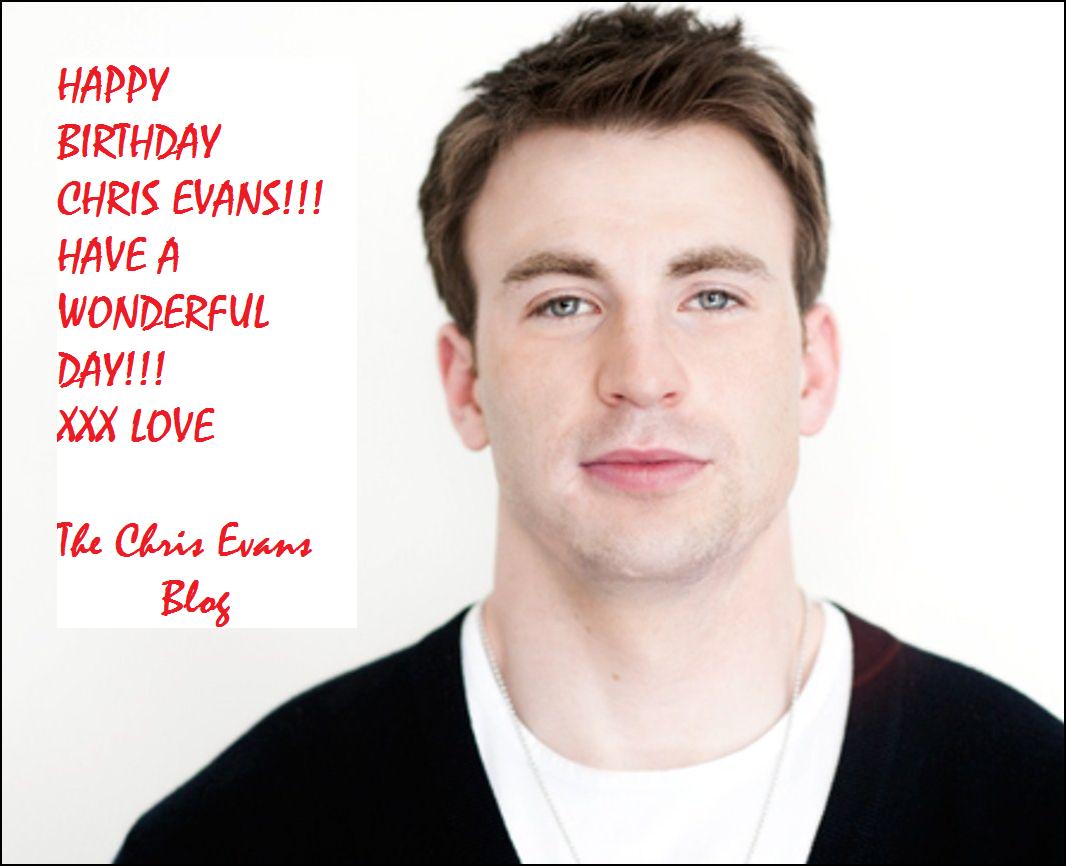 HAPPY
BIRTHDAY
CHRIS EVANS!!!
HAVE A
WONDERFUL
DAY!!!
XXX LOVE
The Chris Evans
Blog